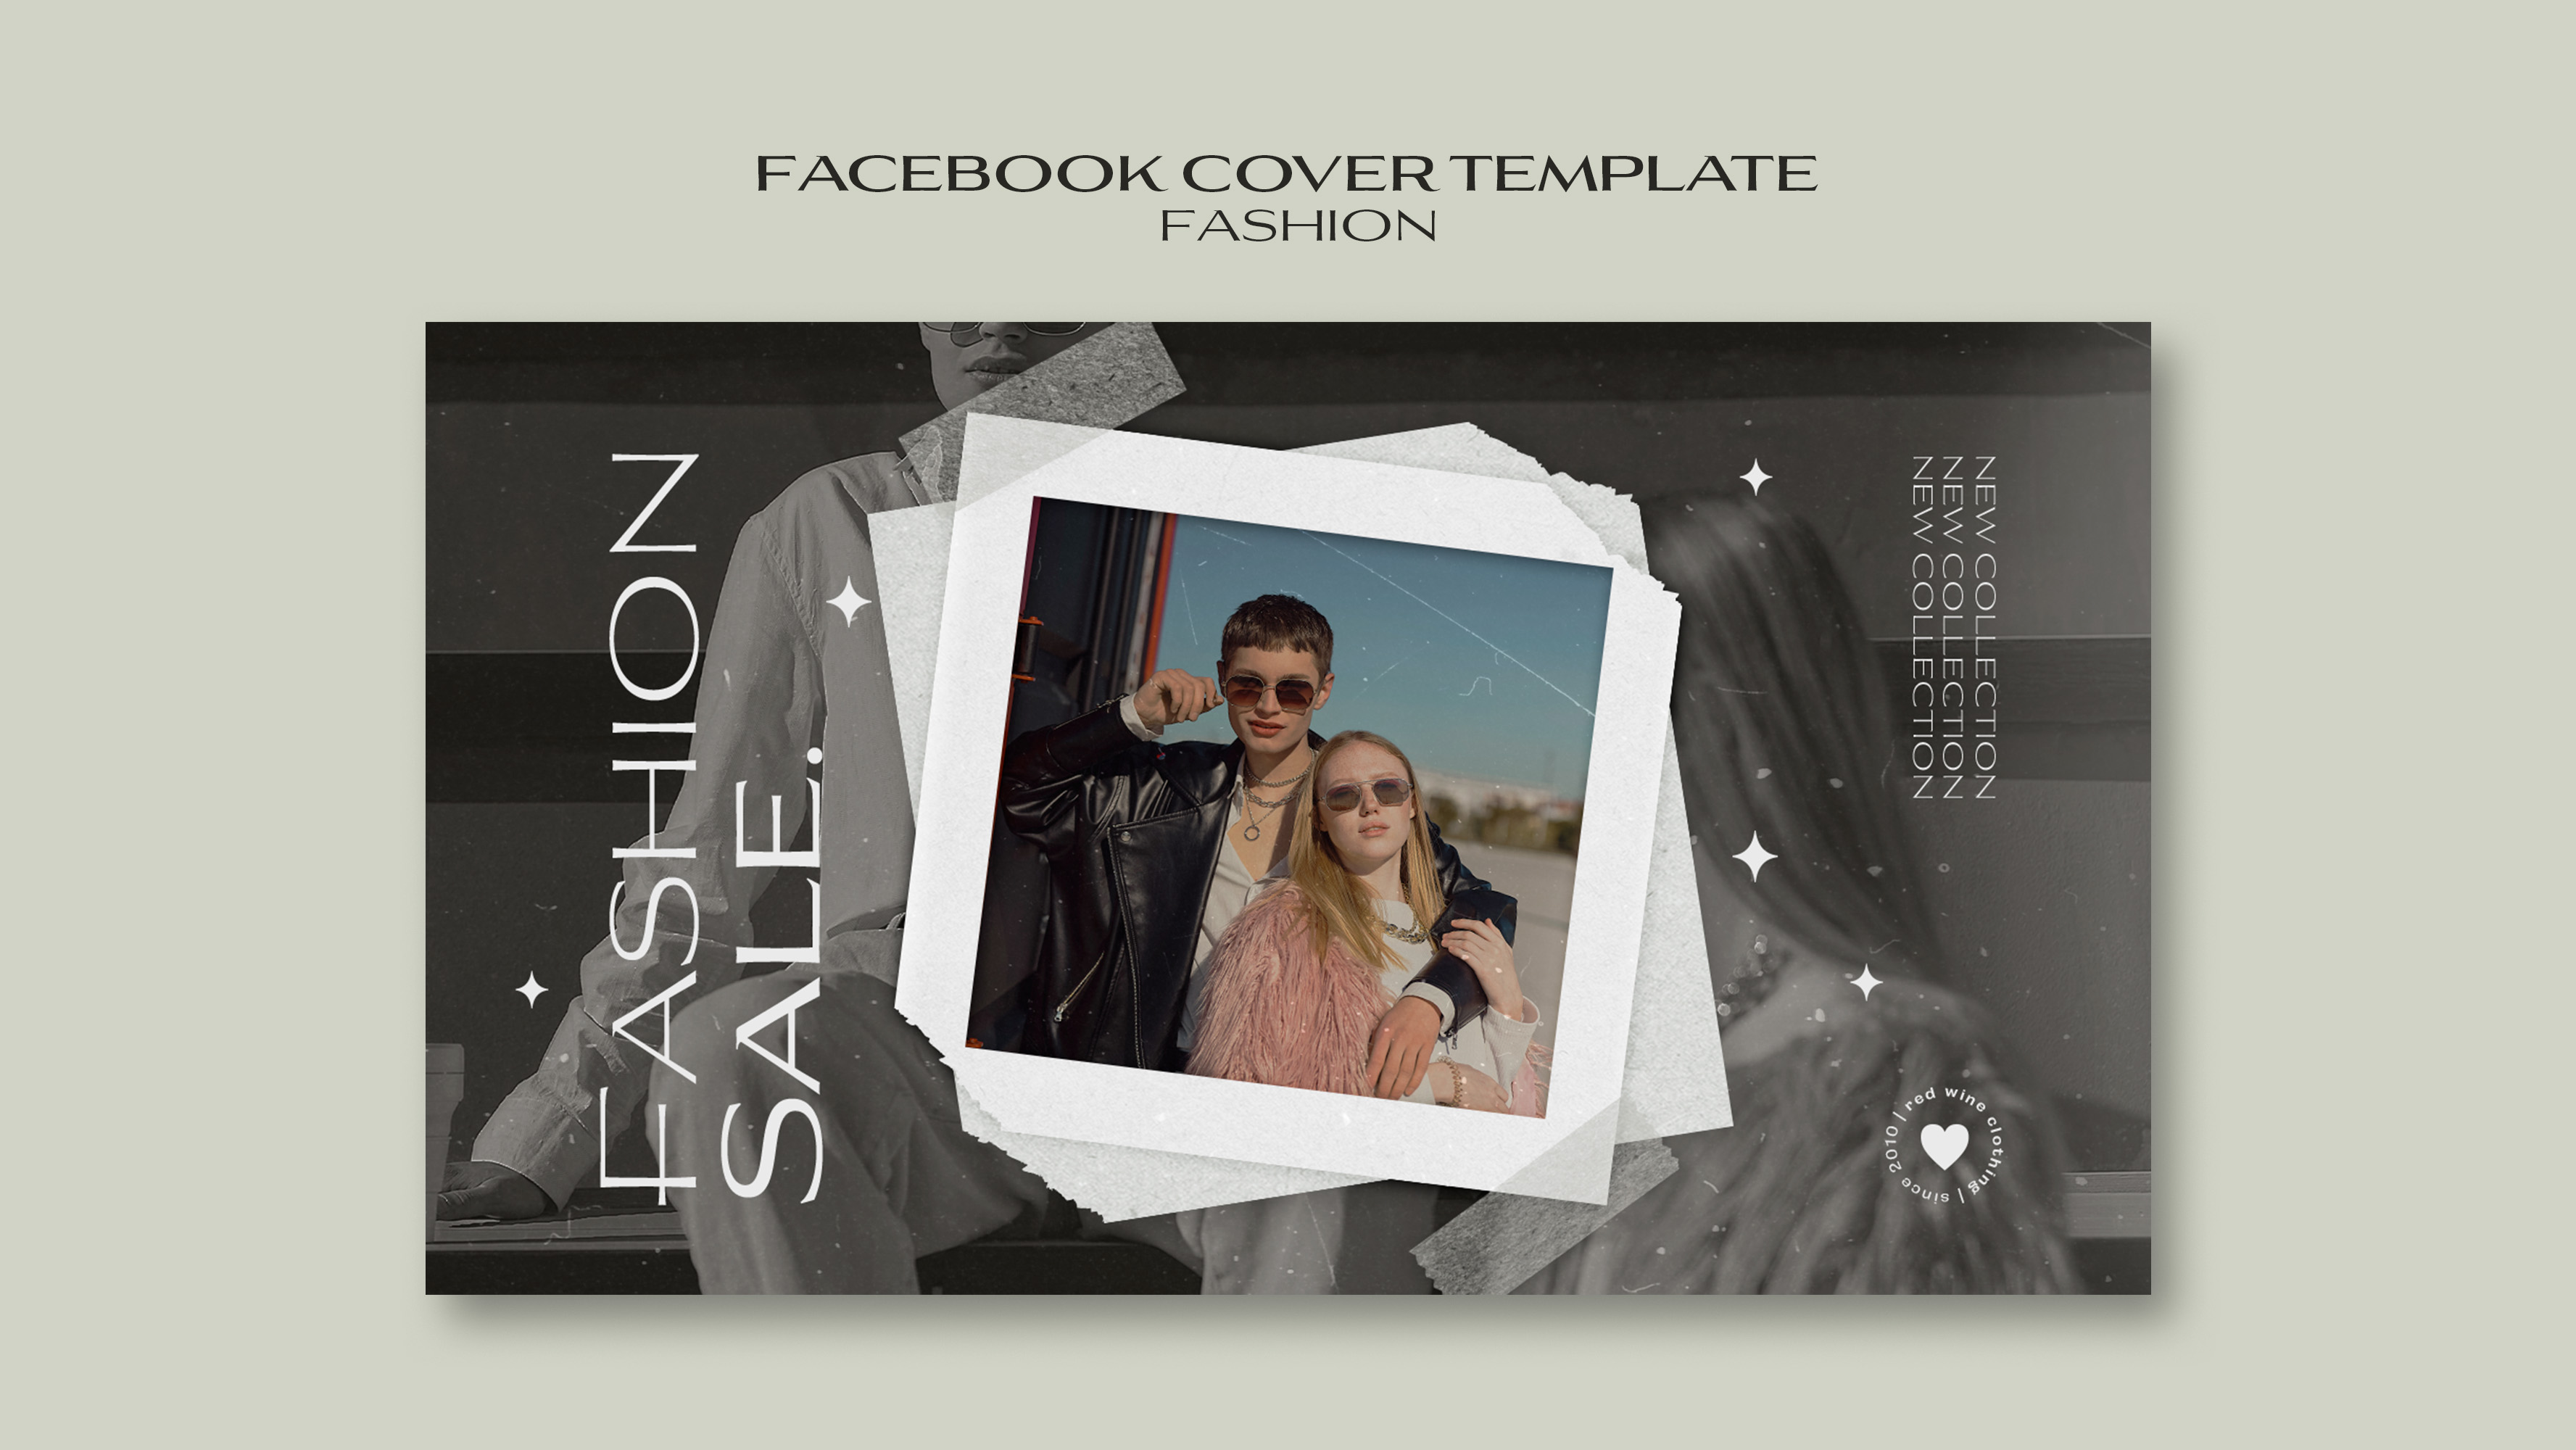 FACEBOOK COVER TEMPLATE
FASHION
FASHION
SALE.
NEW COLLECTION
NEW COLLECTION
NEW COLLECTION
red wine clothing | since 2010 |